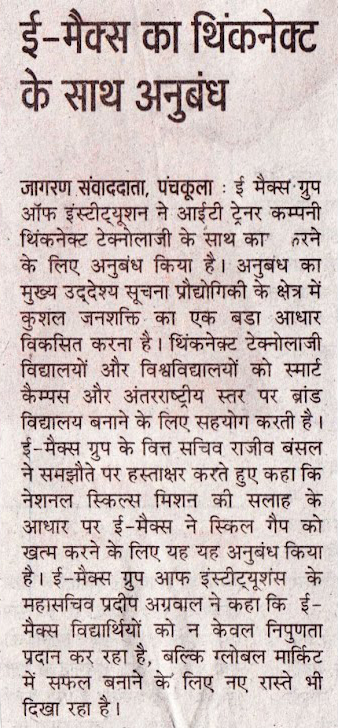 ई-मैक्स का थिंकनेक्ट
के साथ अनुबंध
जागरण संवाददाता, पंचकूला : ई मैक्स ग्रुप
ऑफ इंस्टीट्यूशन ने आईटी ट्रेनर कम्पनी
थिंकनेक्ट टेक्नोलाजी के साथ
के लिए अनुबंध किया है। अनुबंध का
मुख्य उद्देश्य सूचना प्रौद्योगिकी के क्षेत्र में
कुशल जनशक्ति का एक बडा आधार
विकसित करना है। थिंकनेक्ट टेक्नोलाजी
विद्यालयों और विश्वविद्यालयों को स्मार्ट
कैम्पस और अंतरराष्ट्रीय स्तर पर ब्रांड
विद्यालय बनाने के लिए सहयोग करती है।
ई-मैक्स ग्रुप के वित्त सचिव राजीव बंसल
ने समझौते पर हस्ताक्षर करते हुए कहा कि
नेशनल स्किल्स मिशन की सलाह के
आधार पर ई-मैक्स ने स्किल गैप को
खत्म करने के लिए यह यह अनुबंध किया
है। ई-मैक्स ग्रुप आफ इंस्टीट्यूशंस के
महासचिव प्रदीप अग्रवाल ने कहा कि ई-
मैक्स विद्यार्थियों को न केवल निपुणता
प्रदान कर रहा है, बल्कि ग्लोबल मार्किट
में सफल बनाने के लिए नए रास्ते भी
दिखा रहा है।